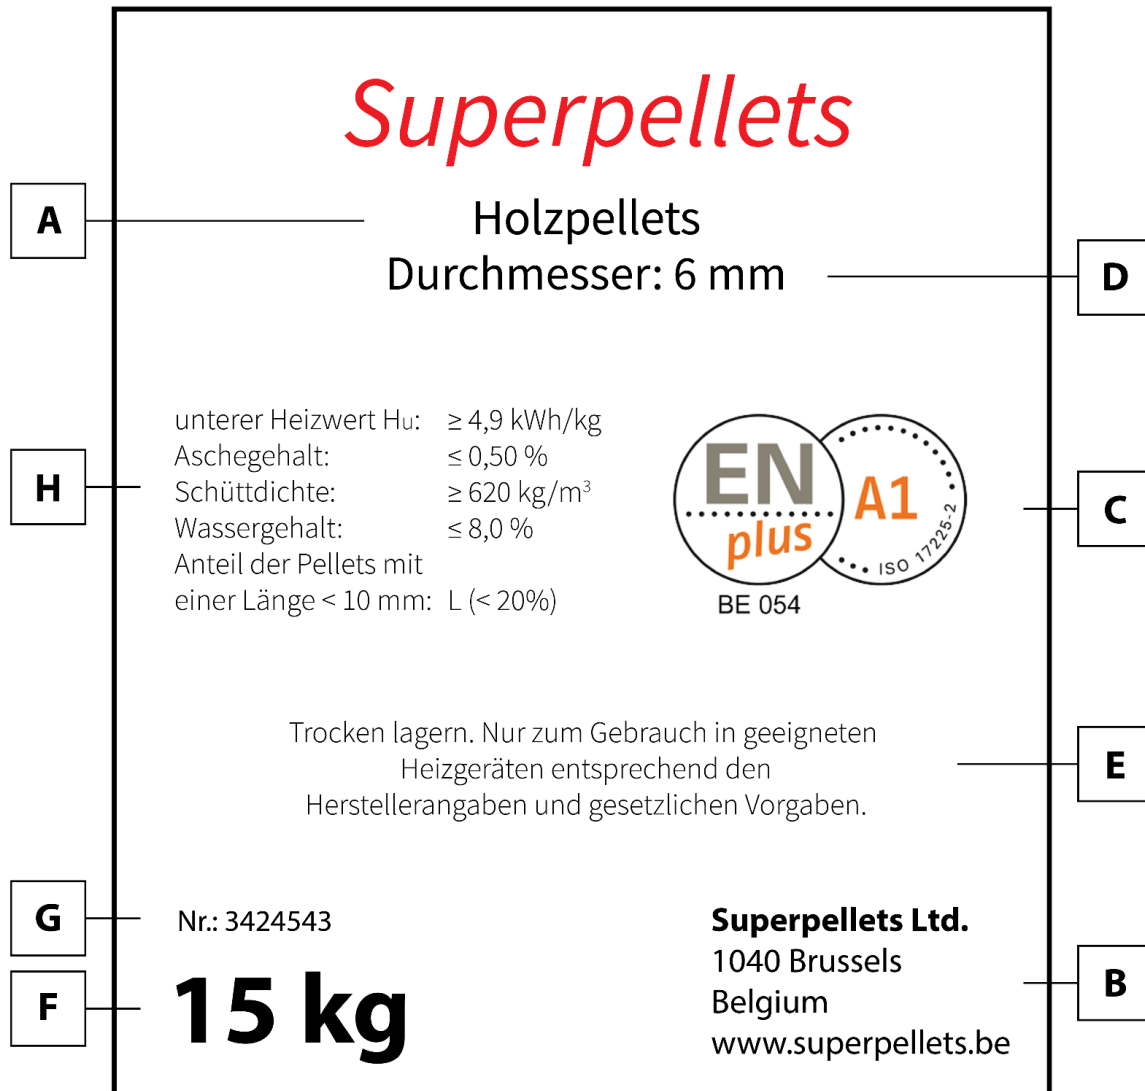 Superpellets
A
Holzpellets
Durchmesser: 6 mm
D
H
unterer Heizwert Hu: ≥ 4,9 kWh/kg
Aschegehalt: ≤ 0,50 %
Schüttdichte: ≥ 620 kg/m³
Wassergehalt: ≤ 8,0 %
Anteil der Pellets mit
einer Länge < 10 mm: L (< 20%)
EN
plus
A1
ISO 17225-2
BE 054
C
Trocken lagern. Nur zum Gebrauch in geeigneten
Heizgeräten entsprechend den
Herstellerangaben und gesetzlichen Vorgaben.
E
G
Nr.: 3424543
F
15 kg
Superpellets Ltd.
1040 Brussels
Belgium
www.superpellets.be
B